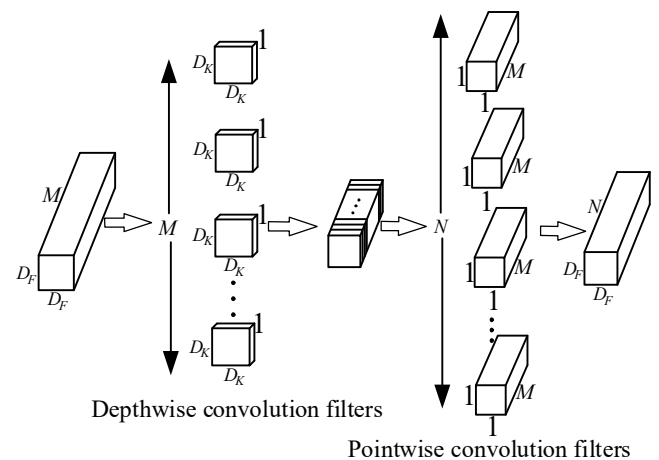 M
D_F
D_F
M
1
D_K
D_K
1
D_K
D_K
1
D_K
D_K
1
D_K
D_K
Depthwise convolution filters
N
1
M
1
1
M
1
1
M
1
1
M
1
Pointwise convolution filters
N
D_F
D_F